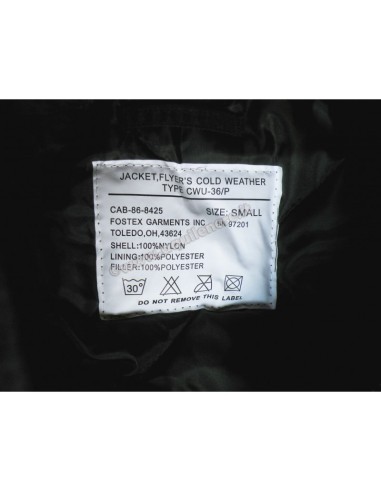 JACKET,FLYER'S COLD WEATHER
TYPE CWU-36/P
CAB-86-8425 SIZE: SMALL
FOSTEX GARMENTS INC 97201
TOLEDO,OH,43624
SHELL:100%NYLON
LINING:100%POLYESTER
FILLER:100%POLYESTER
30°
DO NOT REMOVE THIS LABEL